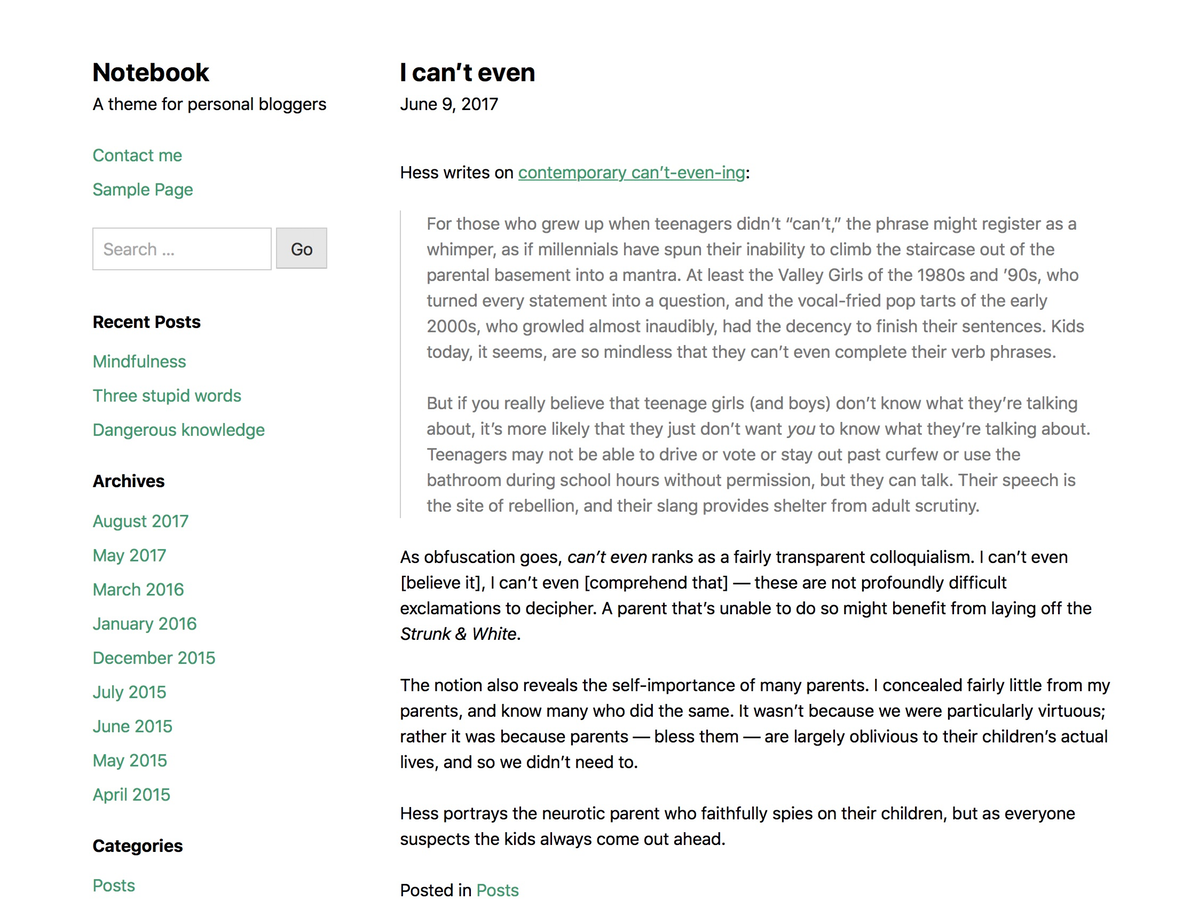 Notebook
A theme for personal bloggers
Contact me
Sample Page
Search ...
Go
Recent Posts
Mindfulness
Three stupid words
Dangerous knowledge
Archives
August 2017
May 2017
March 2016
January 2016
December 2015
July 2015
June 2015
May 2015
April 2015
Categories
Posts
I can’t even
June 9, 2017
Hess writes on contemporary can’t-even-ing:
For those who grew up when teenagers didn’t “can’t,” the phrase might register as a
whimper, as if millennials have spun their inability to climb the staircase out of the
parental basement into a mantra. At least the Valley Girls of the 1980s and ’90s, who
turned every statement into a question, and the vocal-fried pop tarts of the early
2000s, who growled almost inaudibly, had the decency to finish their sentences. Kids
today, it seems, are so mindless that they can’t even complete their verb phrases.
But if you really believe that teenage girls (and boys) don’t know what they’re talking
about, it’s more likely that they just don’t want you to know what they’re talking about.
Teenagers may not be able to drive or vote or stay out past curfew or use the
bathroom during school hours without permission, but they can talk. Their speech is
the site of rebellion, and their slang provides shelter from adult scrutiny.
As obfuscation goes, can’t even ranks as a fairly transparent colloquialism. I can’t even
[believe it], I can’t even [comprehend that] — these are not profoundly difficult
exclamations to decipher. A parent that’s unable to do so might benefit from laying off the
Strunk & White.
The notion also reveals the self-importance of many parents. I concealed fairly little from my
parents, and know many who did the same. It wasn’t because we were particularly virtuous;
rather it was because parents — bless them — are largely oblivious to their children’s actual
lives, and so we didn’t need to.
Hess portrays the neurotic parent who faithfully spies on their children, but as everyone
suspects the kids always come out ahead.
Posted in Posts